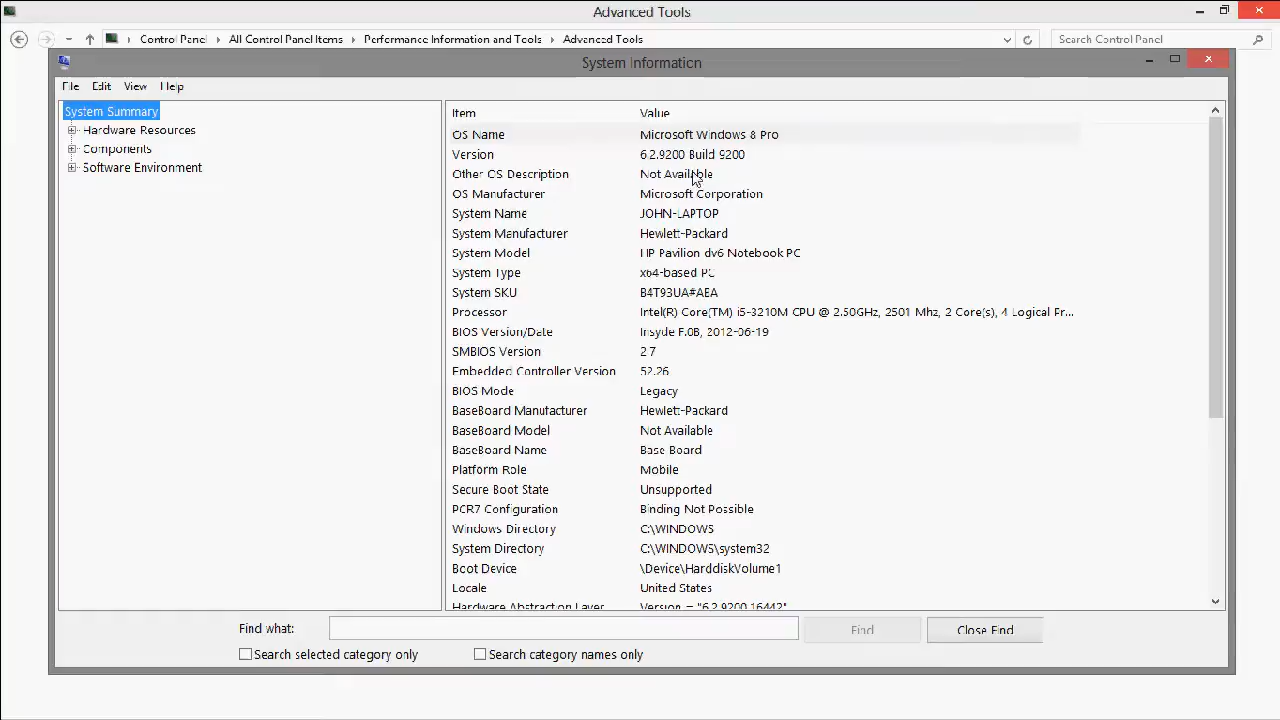 Advanced Tools
Control Panel > All Control Panel Items > Performance Information and Tools > Advanced Tools
Search Control Panel
System Information
File Edit View Help
System Summary
Hardware Resources
Components
Software Environment
Item Value
OS Name Microsoft Windows 8 Pro
Version 6.2.9200 Build 9200
Other OS Description Not Available
OS Manufacturer Microsoft Corporation
System Name JOHN-LAPTOP
System Manufacturer Hewlett-Packard
System Model HP Pavilion dv6 Notebook PC
System Type x64-based PC
System SKU B4T93UA#ABA
Processor Intel(R) Core(TM) i5-3210M CPU @ 2.50GHz, 2501 Mhz, 2 Core(s), 4 Logical Pr...
BIOS Version/Date Insyde F.0B, 2012-06-19
SMBIOS Version 2.7
Embedded Controller Version 52.26
BIOS Mode Legacy
BaseBoard Manufacturer Hewlett-Packard
BaseBoard Model Not Available
BaseBoard Name Base Board
Platform Role Mobile
Secure Boot State Unsupported
PCR7 Configuration Binding Not Possible
Windows Directory C:\WINDOWS
System Directory C:\WINDOWS\system32
Boot Device \Device\HarddiskVolume1
Locale United States
Hardware Abstraction Layer Version = "6.2.9200.16442"
Find what:
Find
Close Find
Search selected category only
Search category names only